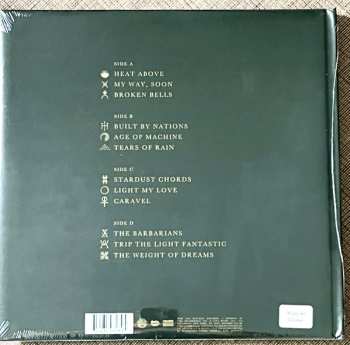 SIDE A
HEAT ABOVE
MY WAY, SOON
BROKEN BELLS
SIDE B
BUILT BY NATIONS
AGE OF MACHINE
TEARS OF RAIN
SIDE C
STARDUST CHORDS
LIGHT MY LOVE
CARAVEL
SIDE D
THE BARBARIANS
TRIP THE LIGHT FANTASTIC
THE WEIGHT OF DREAMS